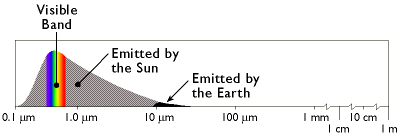 Visible
Band
Emitted by
the Sun
Emitted by
the Earth
0.1 μm 1.0 μm 10 μm 100 μm 1 mm 10 cm
1 cm 1 m